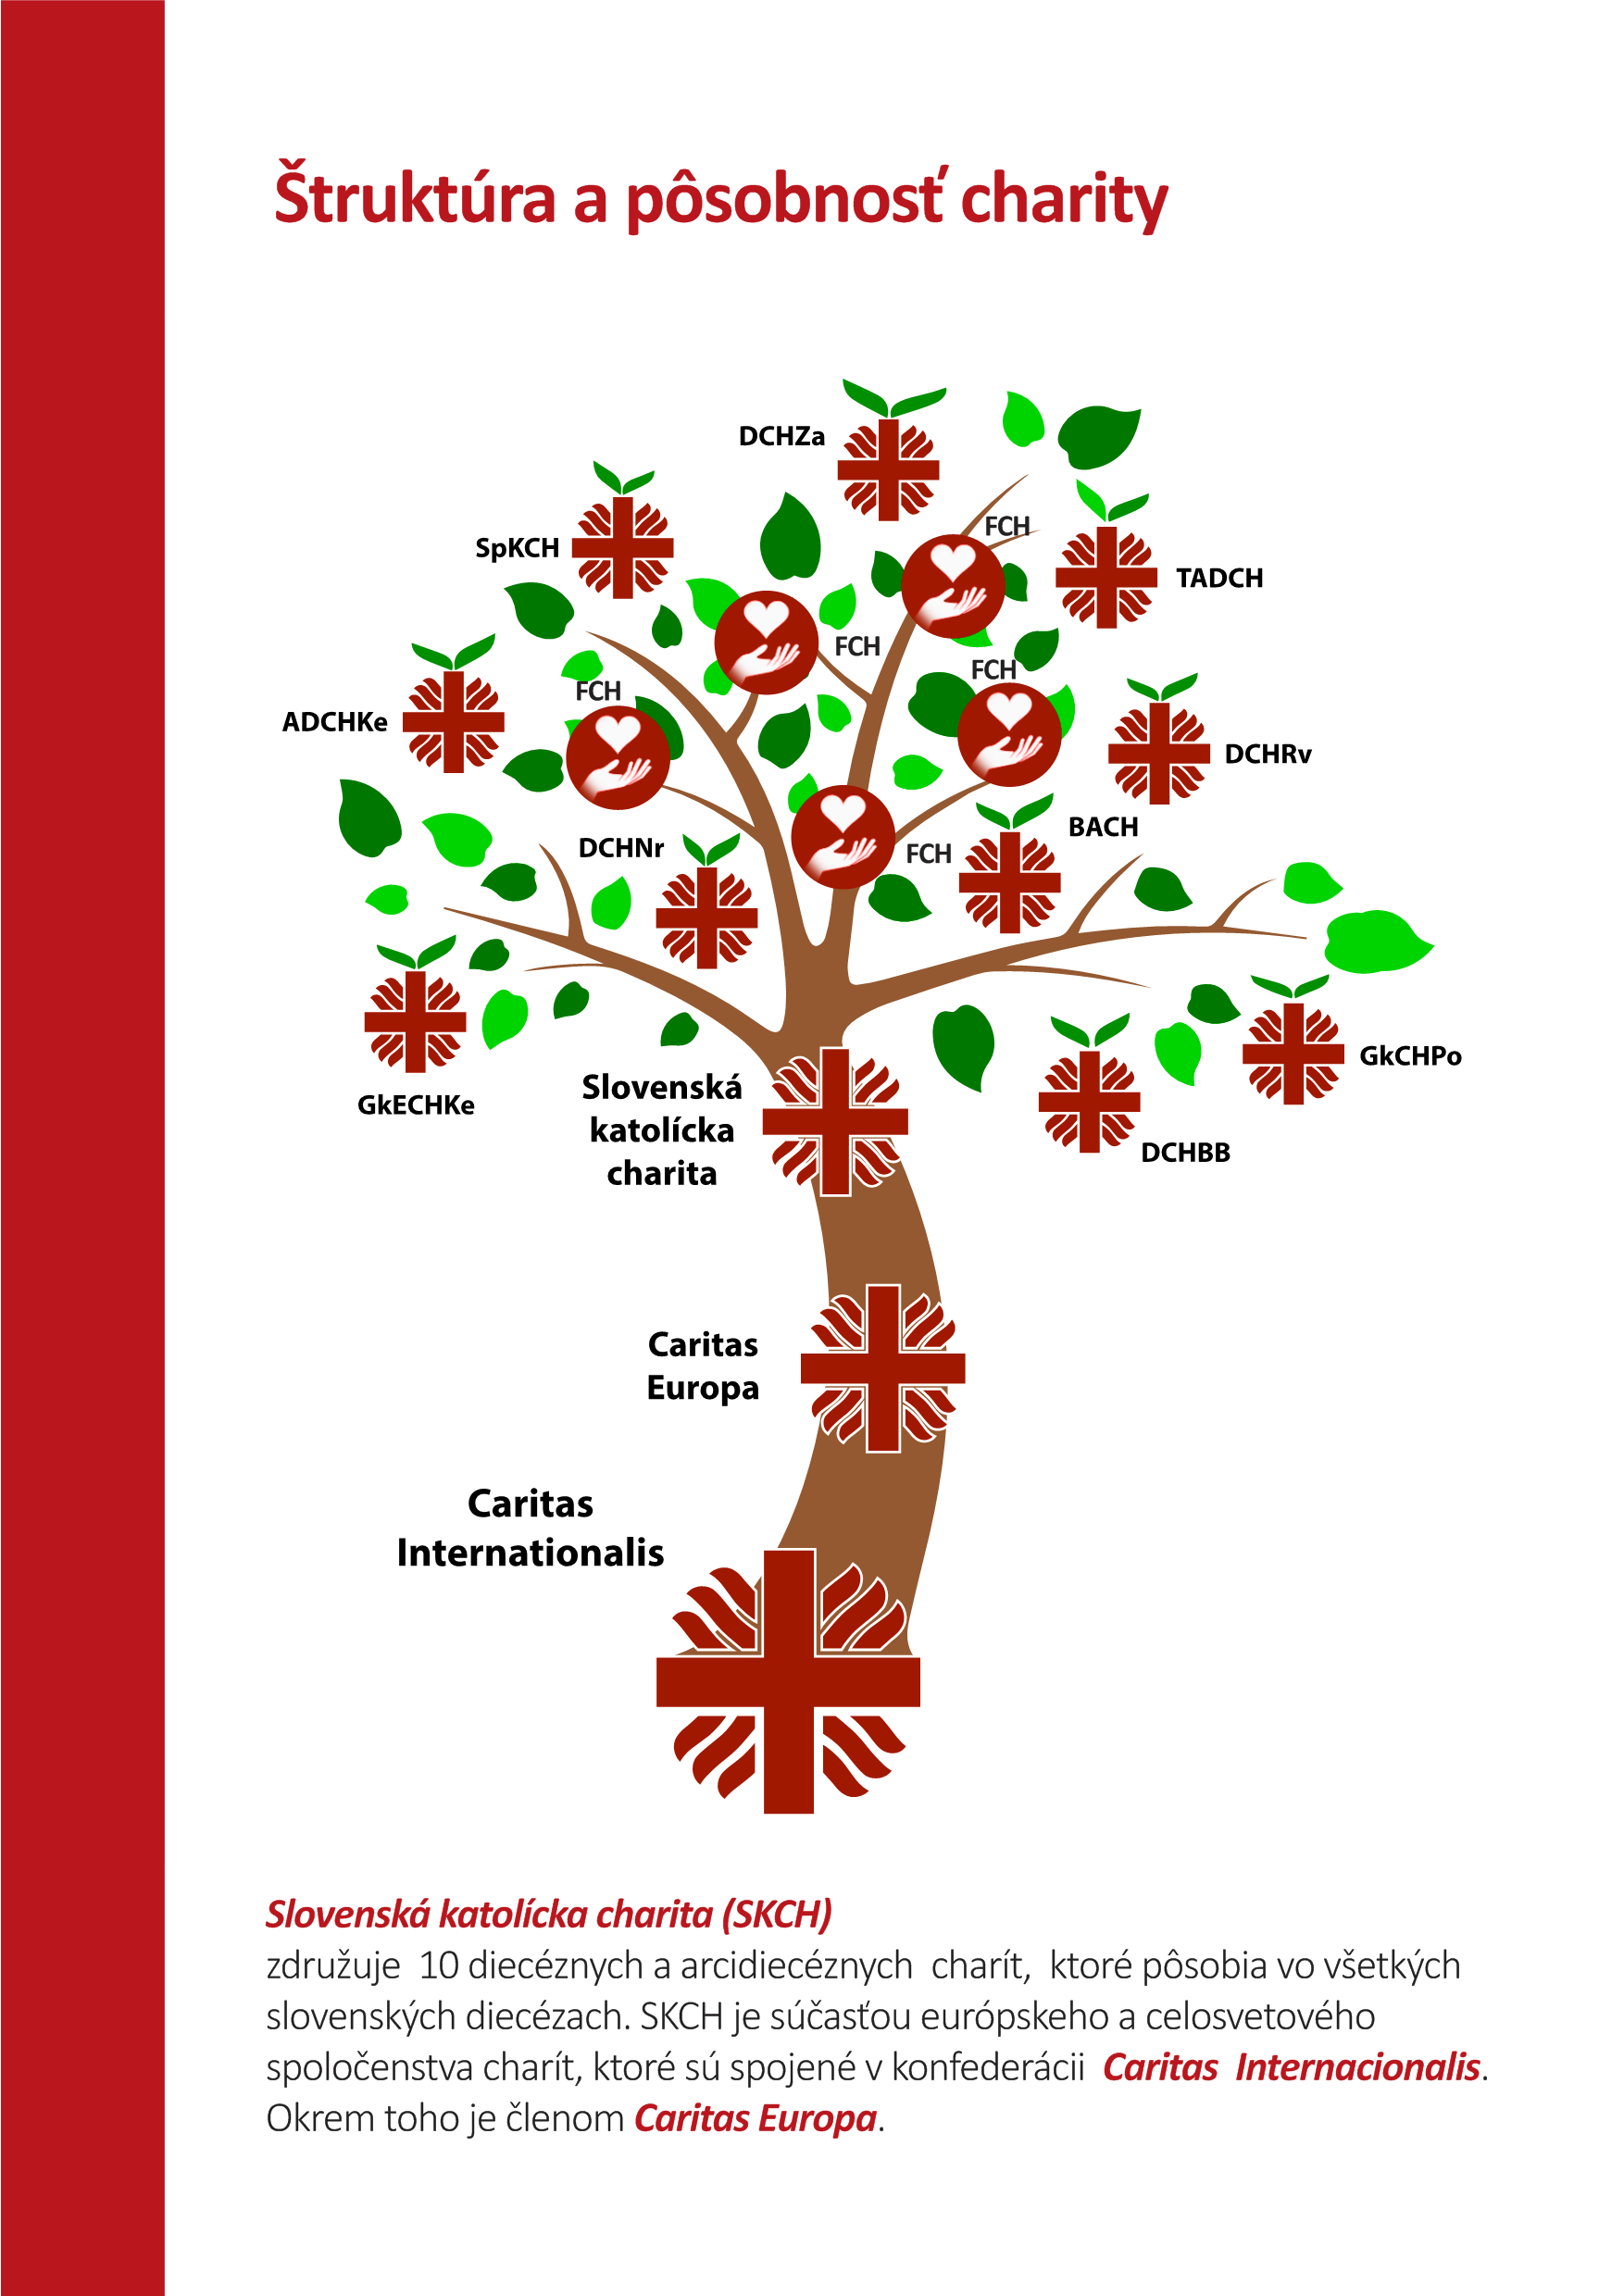 Štruktúra a pôsobnosť charity
DCHZa
FCH
SpKCH
TADCH
FCH
FCH
FCH
ADCHKe
DCHRv
BACH
DCHNr
FCH
GkCHPo
Slovenská
katolícka
charita
GkECHKe
DCHBB
Caritas
Europa
Caritas
Internationalis
Slovenská katolícka charita (SKCH)
združuje 10 diecéznych a arcidiecéznych charít, ktoré pôsobia vo všetkých
slovenských diecézach. SKCH je súčasťou európskeho a celosvetového
spoločenstva charít, ktoré sú spojené v konfederácii Caritas Internacionalis.
Okrem toho je členom Caritas Europa.